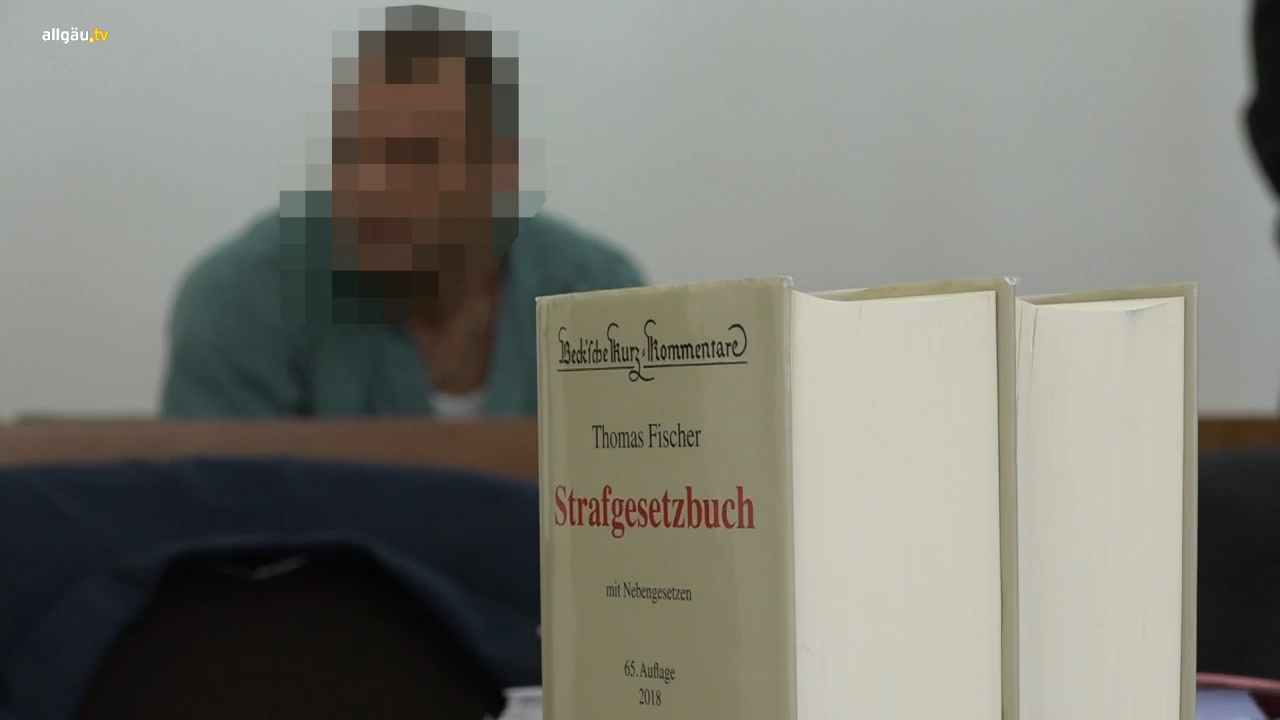 allgäu.tv
Beck'sche Kurz-Kommentare
Thomas Fischer
Strafgesetzbuch
mit Nebengesetzen
65. Auflage
2018